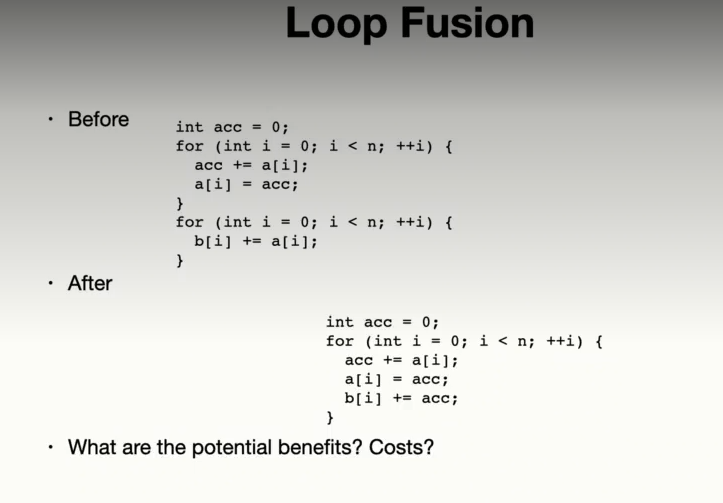 Loop Fusion
• Before
int acc = 0;
for (int i = 0; i < n; ++i) {
  acc += a[i];
  a[i] = acc;
}
for (int i = 0; i < n; ++i) {
  b[i] += a[i];
}
• After
int acc = 0;
for (int i = 0; i < n; ++i) {
  acc += a[i];
  a[i] = acc;
  b[i] += acc;
}
• What are the potential benefits? Costs?